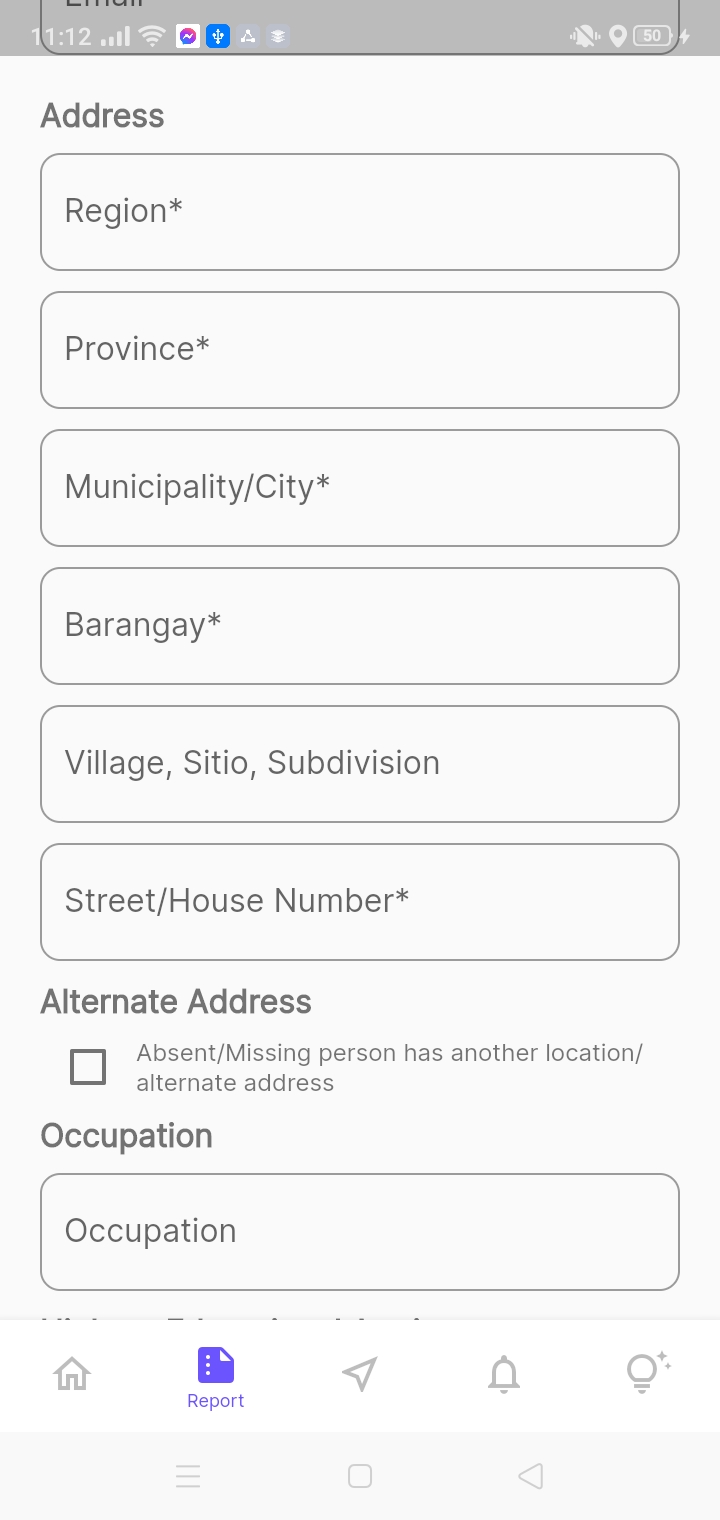 Email
11:12
50
Address
Region*
Province*
Municipality/City*
Barangay*
Village, Sitio, Subdivision
Street/House Number*
Alternate Address
Absent/Missing person has another location/
alternate address
Occupation
Occupation
Report